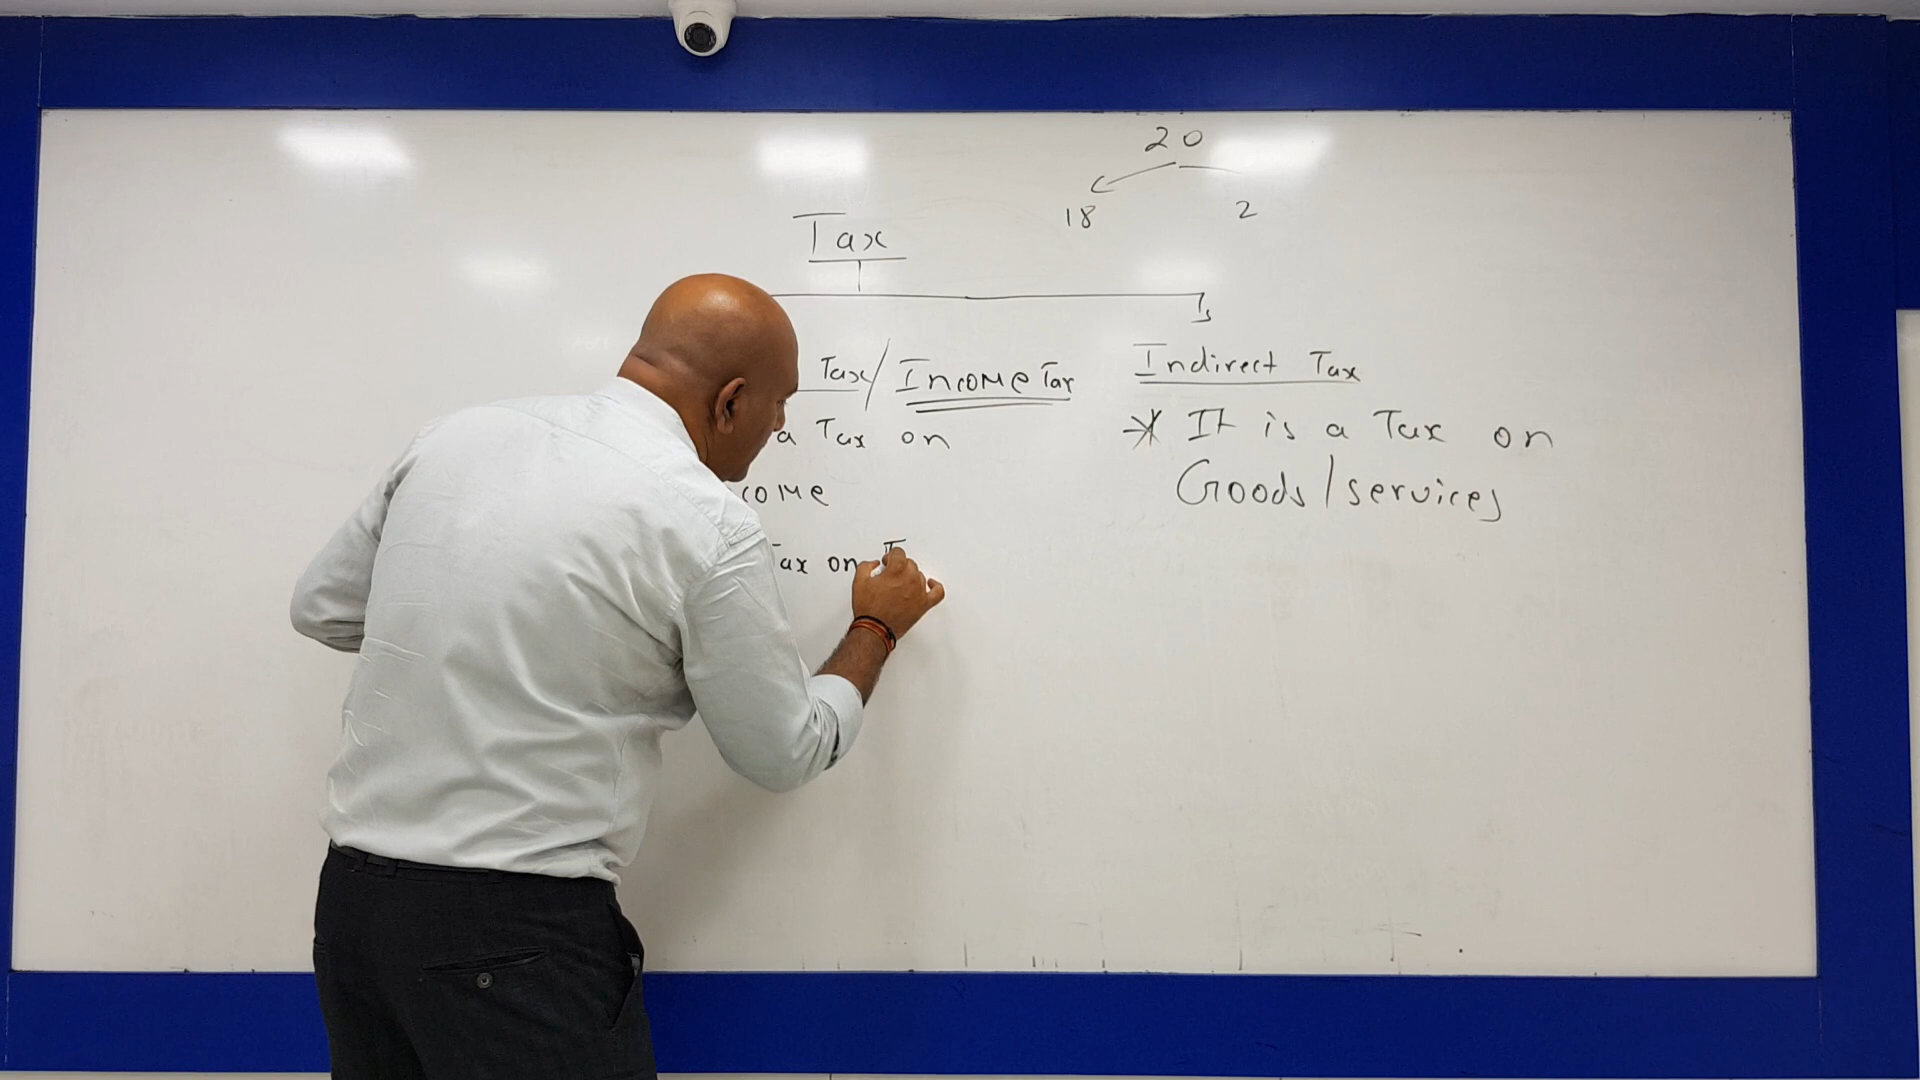 20
18 2
Tax
Tax/Income Tax
a Tax on
come
Tax on
Indirect Tax
* It is a Tax on
Goods/services